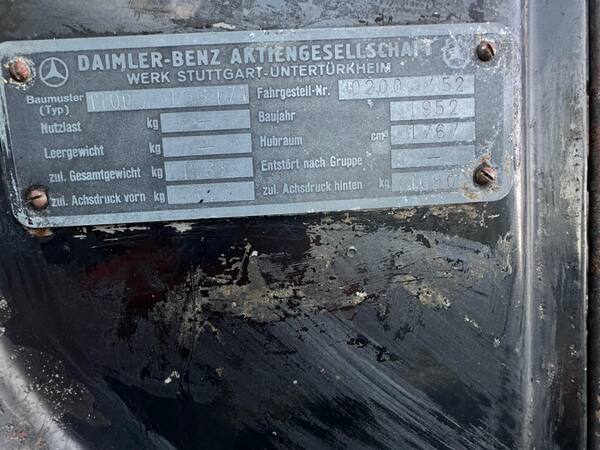 DAIMLER-BENZ AKTIENGESELLSCHAFT
WERK STUTTGART-UNTERTÜRKHEIM
Baumuster
(Typ)
Fahrgestell-Nr.
Nutzlast kg –
Baujahr 1952
Leergewicht kg –
Hubraum cm³ 1767
zul. Gesamtgewicht kg
Entstört nach Gruppe –
zul. Achsdruck vorn kg
zul. Achsdruck hinten kg